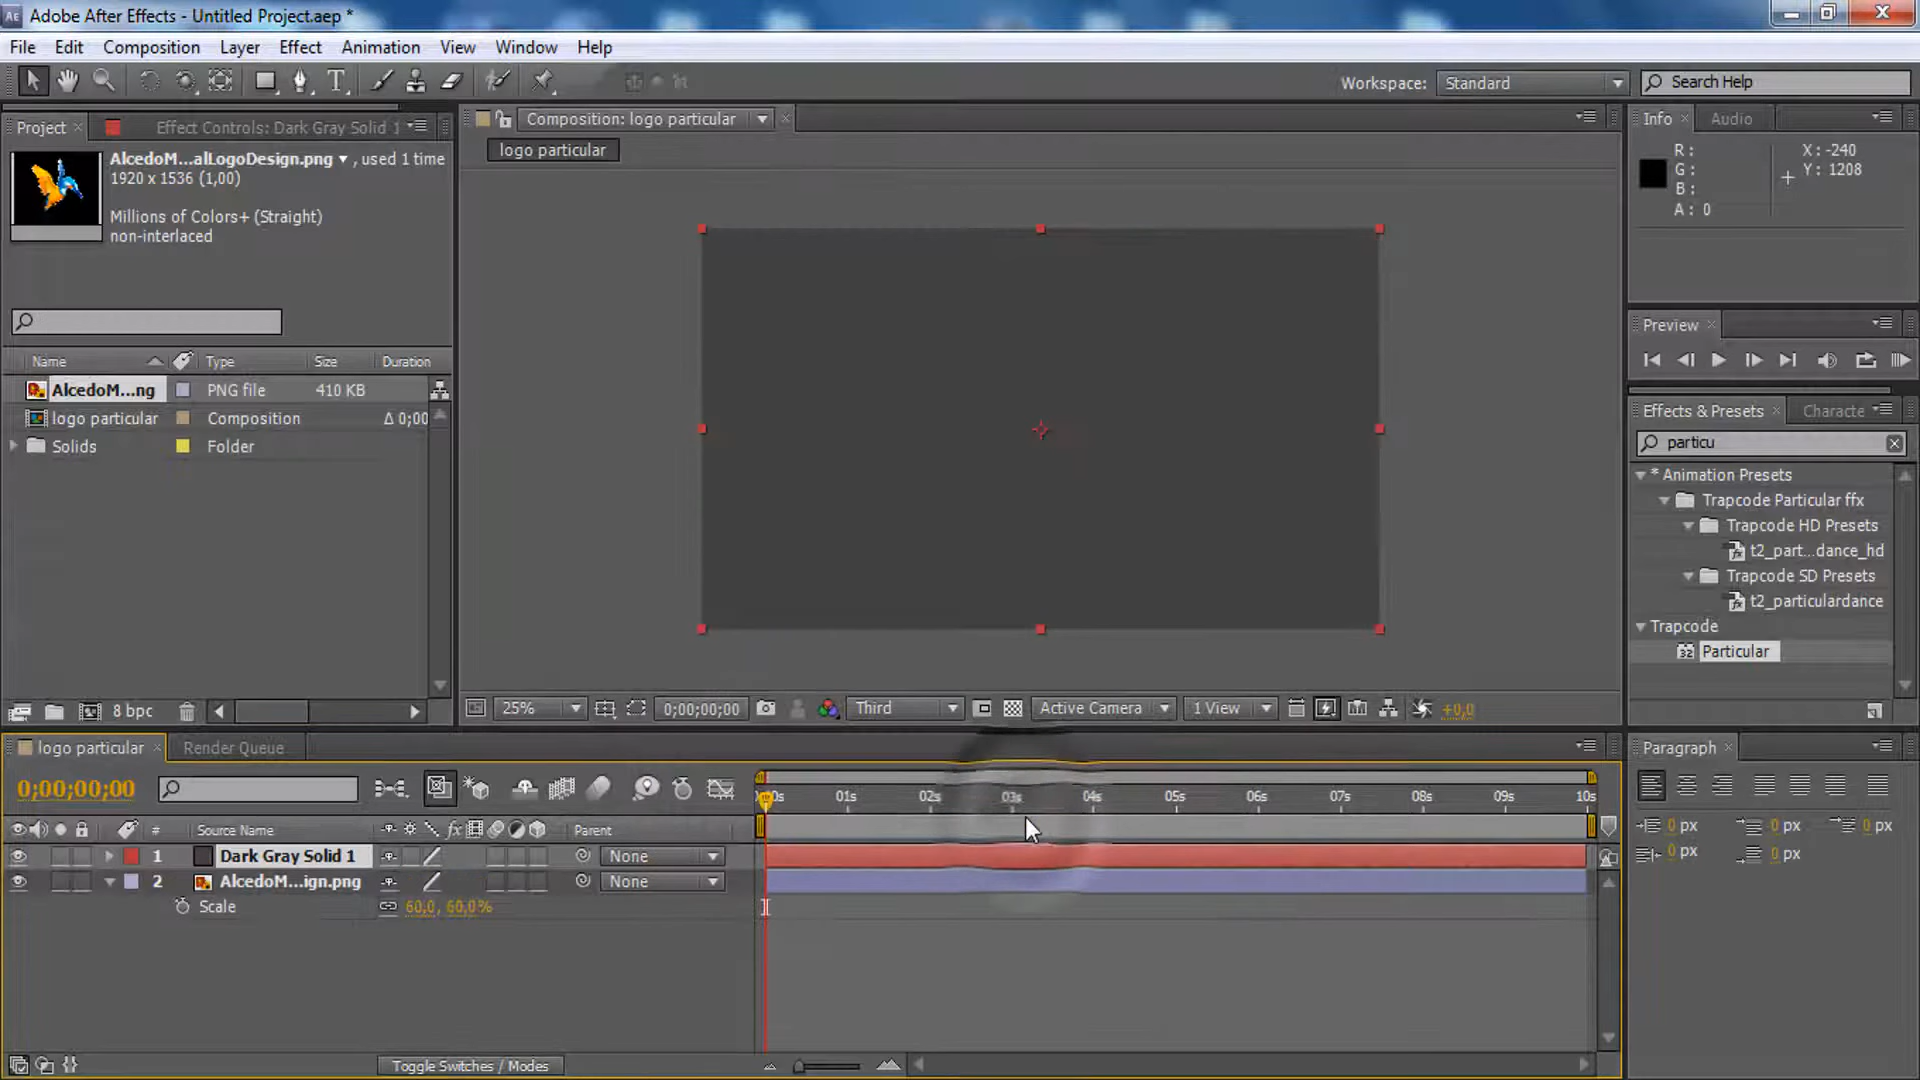 Adobe After Effects - Untitled Project.aep *
File Edit Composition Layer Effect Animation View Window Help
Workspace: Standard
Search Help
Project
Effect Controls: Dark Gray Solid 1
AlcedoM...alLogoDesign.png ▾ , used 1 time
1920 x 1536 (1,00)
Millions of Colors+ (Straight)
non-interlaced
Name Type Size Duration
AlcedoM...ng PNG file 410 KB
logo particular Composition Δ 0;00
Solids Folder
8 bpc
Composition: logo particular
logo particular
25% 0;00;00;00 Third Active Camera 1 View +0,0
Info Audio
R :
G :
B :
A : 0
X : -240
Y : 1208
Preview
Effects & Presets Characte
particu
* Animation Presets
Trapcode Particular ffx
Trapcode HD Presets
t2_part...dance_hd
Trapcode SD Presets
t2_particulardance
Trapcode
32 Particular
logo particular Render Queue
0;00;00;00
01s 02s 03s 04s 05s 06s 07s 08s 09s 10s
# Source Name fx Parent
1 Dark Gray Solid 1 None
2 AlcedoM...ign.png None
Scale 60,0, 60,0%
Toggle Switches / Modes
Paragraph
0 px 0 px 0 px
0 px 0 px